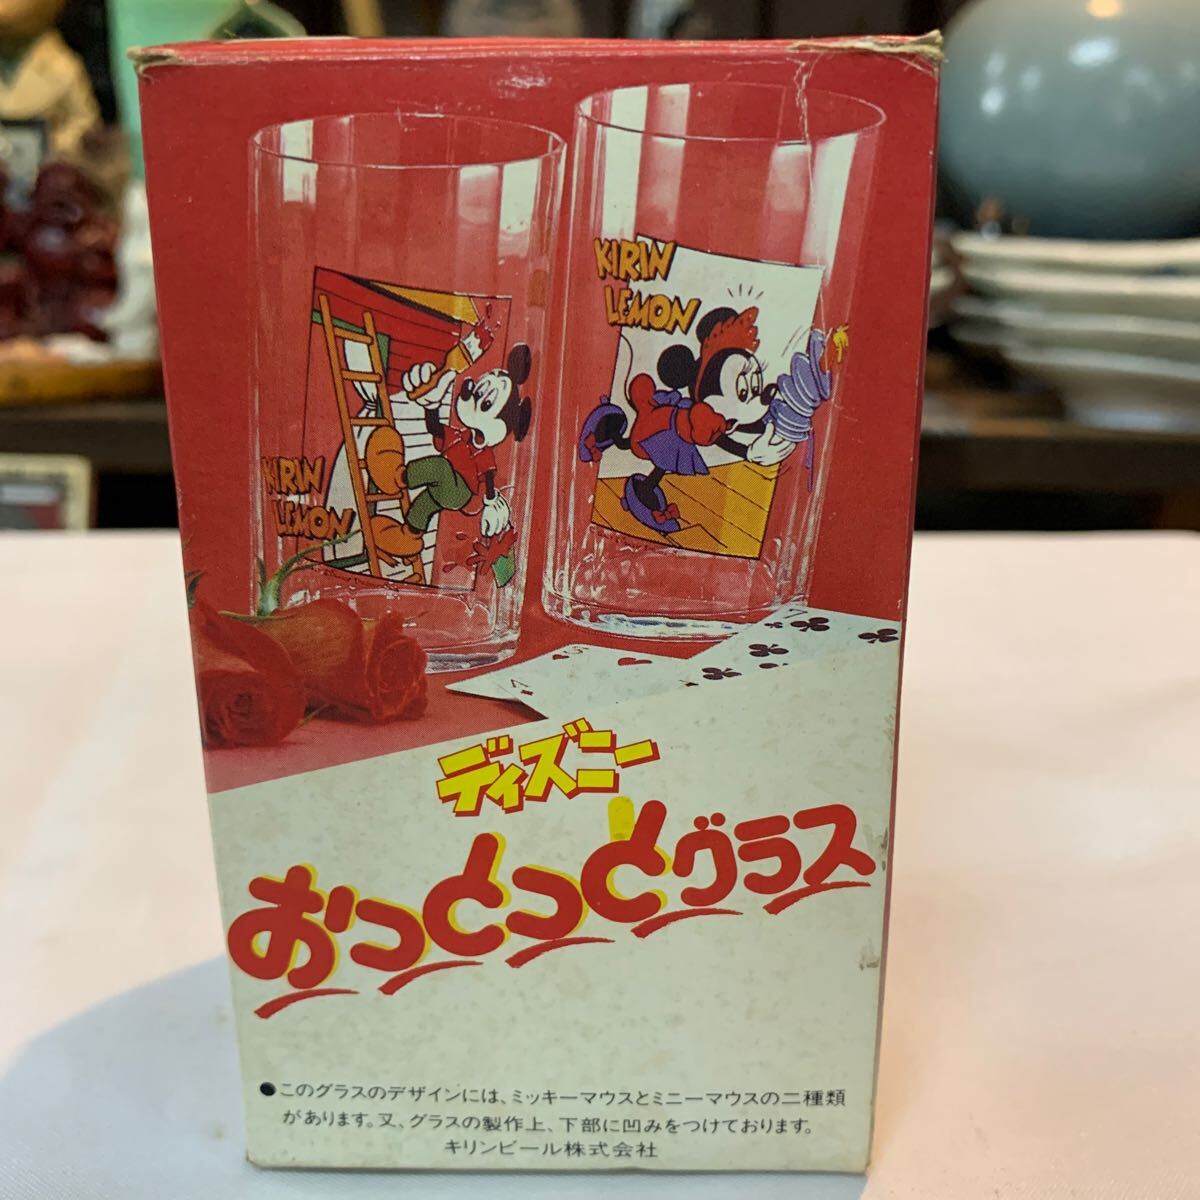 KIRIN
LEMON
KIRIN
LEMON
7
ディズニー
おっとっとグラス
●このグラスのデザインには、ミッキーマウスとミニーマウスの二種類
があります。又、グラスの製作上、下部に凹みをつけております。
キリンビール株式会社